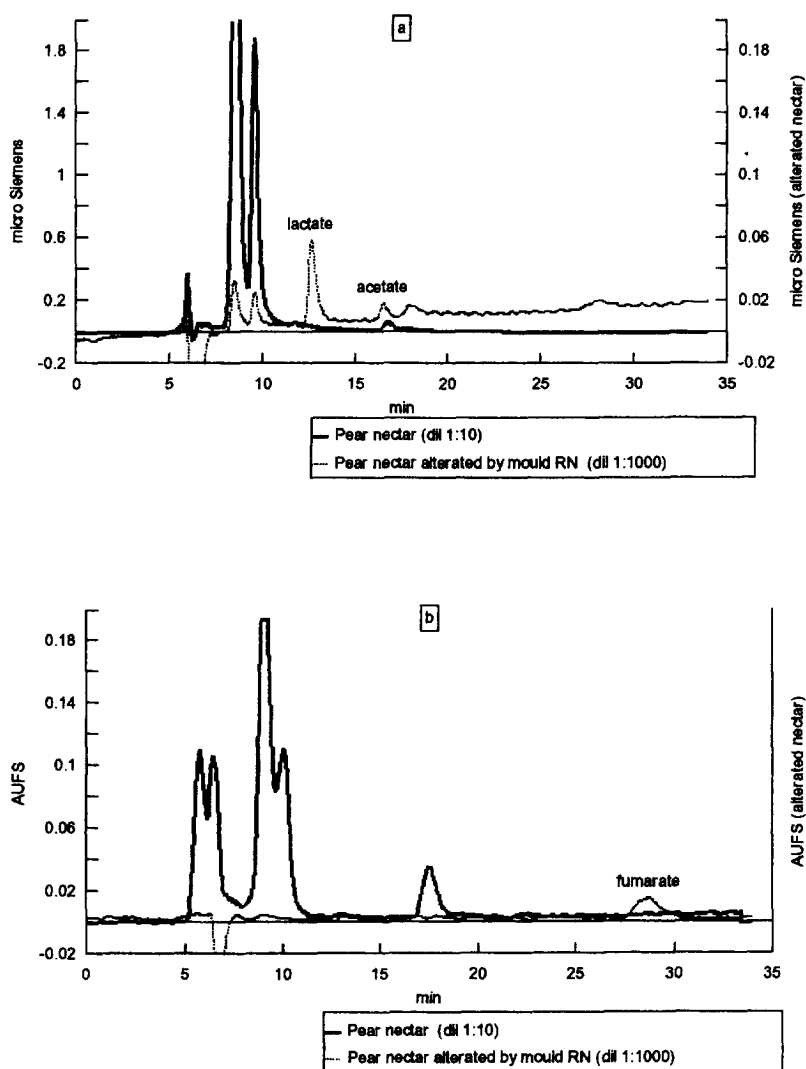 a
micro Siemens
1.8
1.4
1
0.6
0.2
-0.2
0.2
0.18
0.14
0.1
0.06
0.02
-0.02
micro Siemens (alterated nectar)
lactate
acetate
0 5 10 15 20 25 30 35
min
Pear nectar (dil 1:10)
Pear nectar alterated by mould RN (dil 1:1000)
b
AUFS
0.18
0.14
0.1
0.06
0.02
-0.02
AUFS (alterated nectar)
fumarate
0 5 10 15 20 25 30 35
min
Pear nectar (dil 1:10)
Pear nectar alterated by mould RN (dil 1:1000)